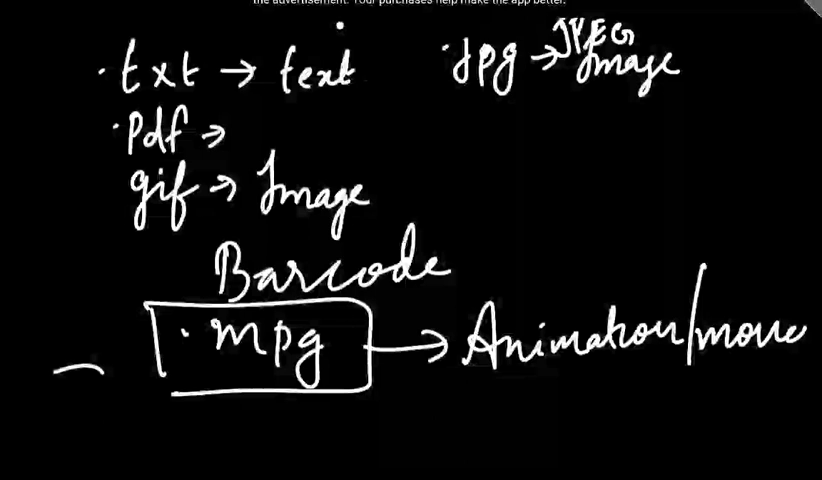 the advertisement. Your purchases help make the app better.
.txt → text
.jpg → JPEG Image
.Pdf →
gif → Image
Barcode
.mpg → Animation/movie